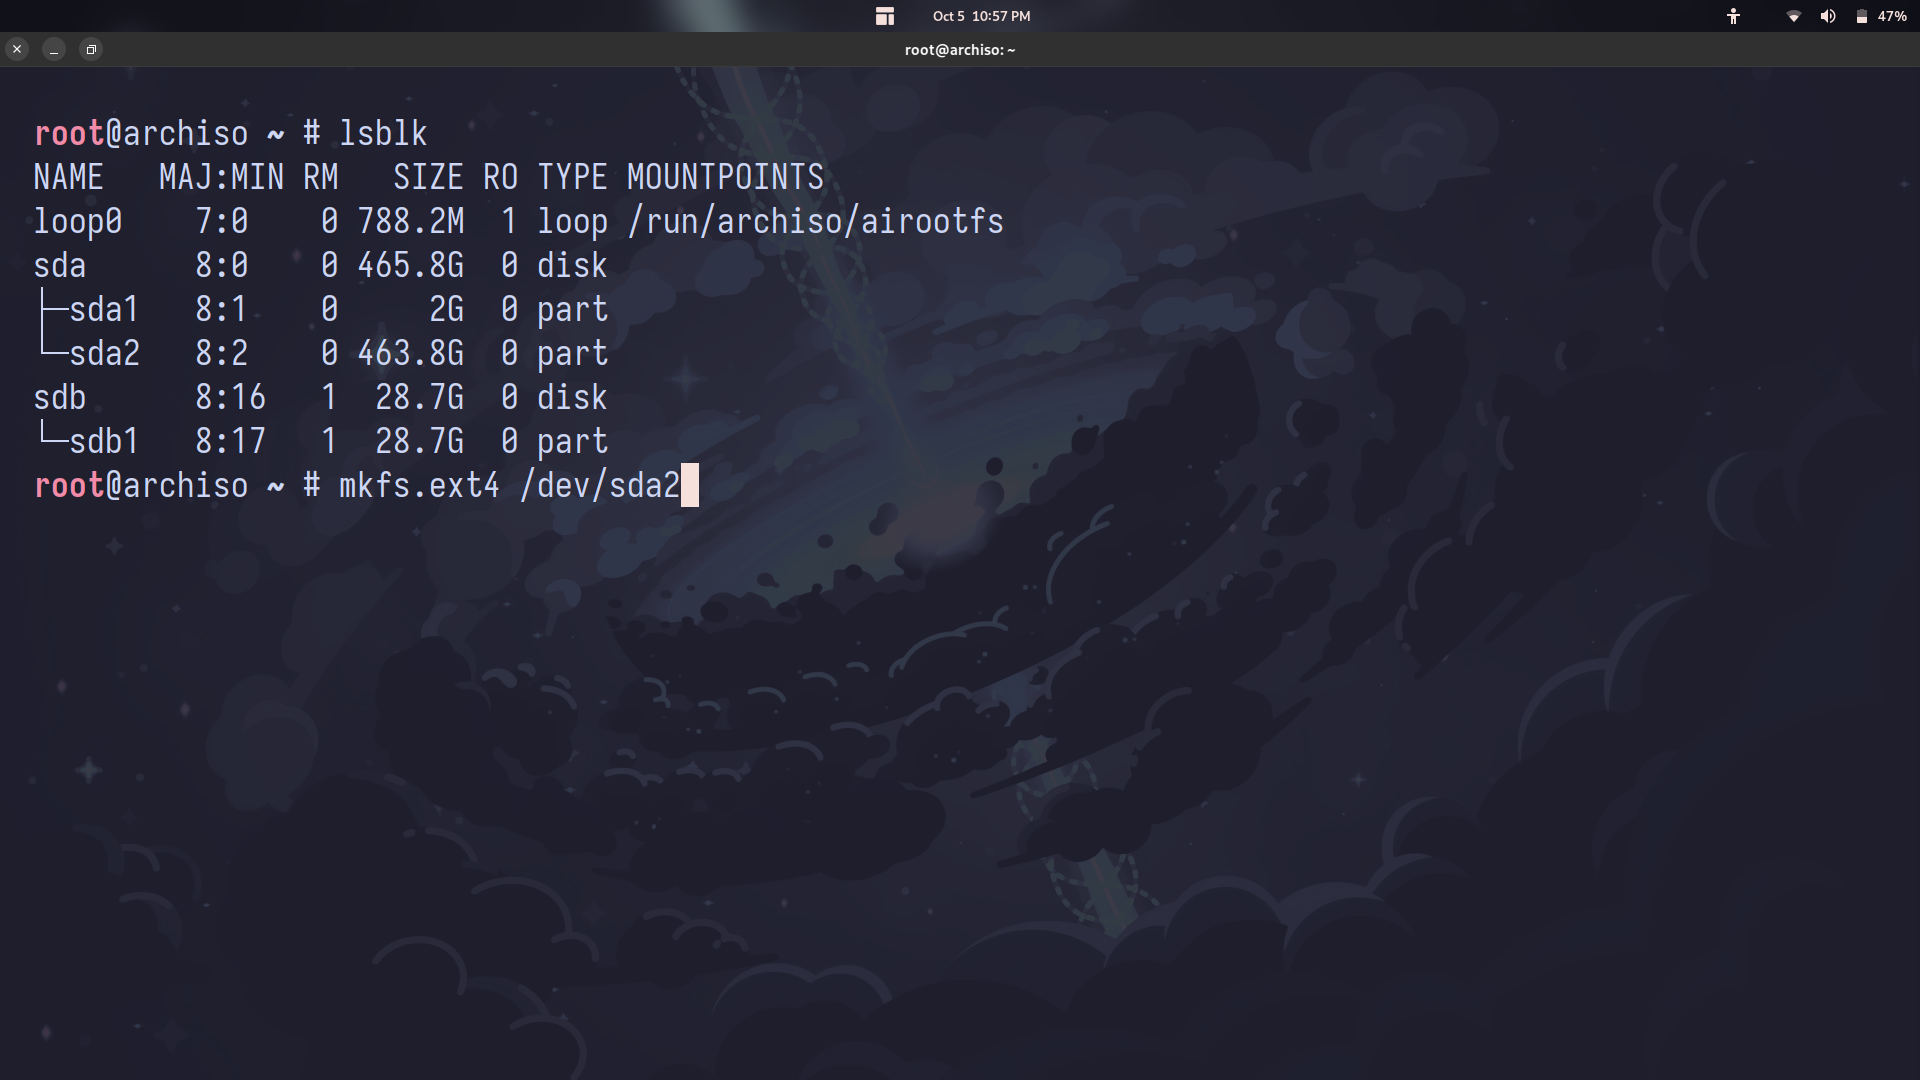 Oct 5  10:57 PM
47%
root@archiso: ~
root@archiso ~ # lsblk
NAME   MAJ:MIN RM   SIZE RO TYPE MOUNTPOINTS
loop0    7:0    0 788.2M  1 loop /run/archiso/airootfs
sda      8:0    0 465.8G  0 disk
├─sda1   8:1    0     2G  0 part
└─sda2   8:2    0 463.8G  0 part
sdb      8:16   1  28.7G  0 disk
└─sdb1   8:17   1  28.7G  0 part
root@archiso ~ # mkfs.ext4 /dev/sda2